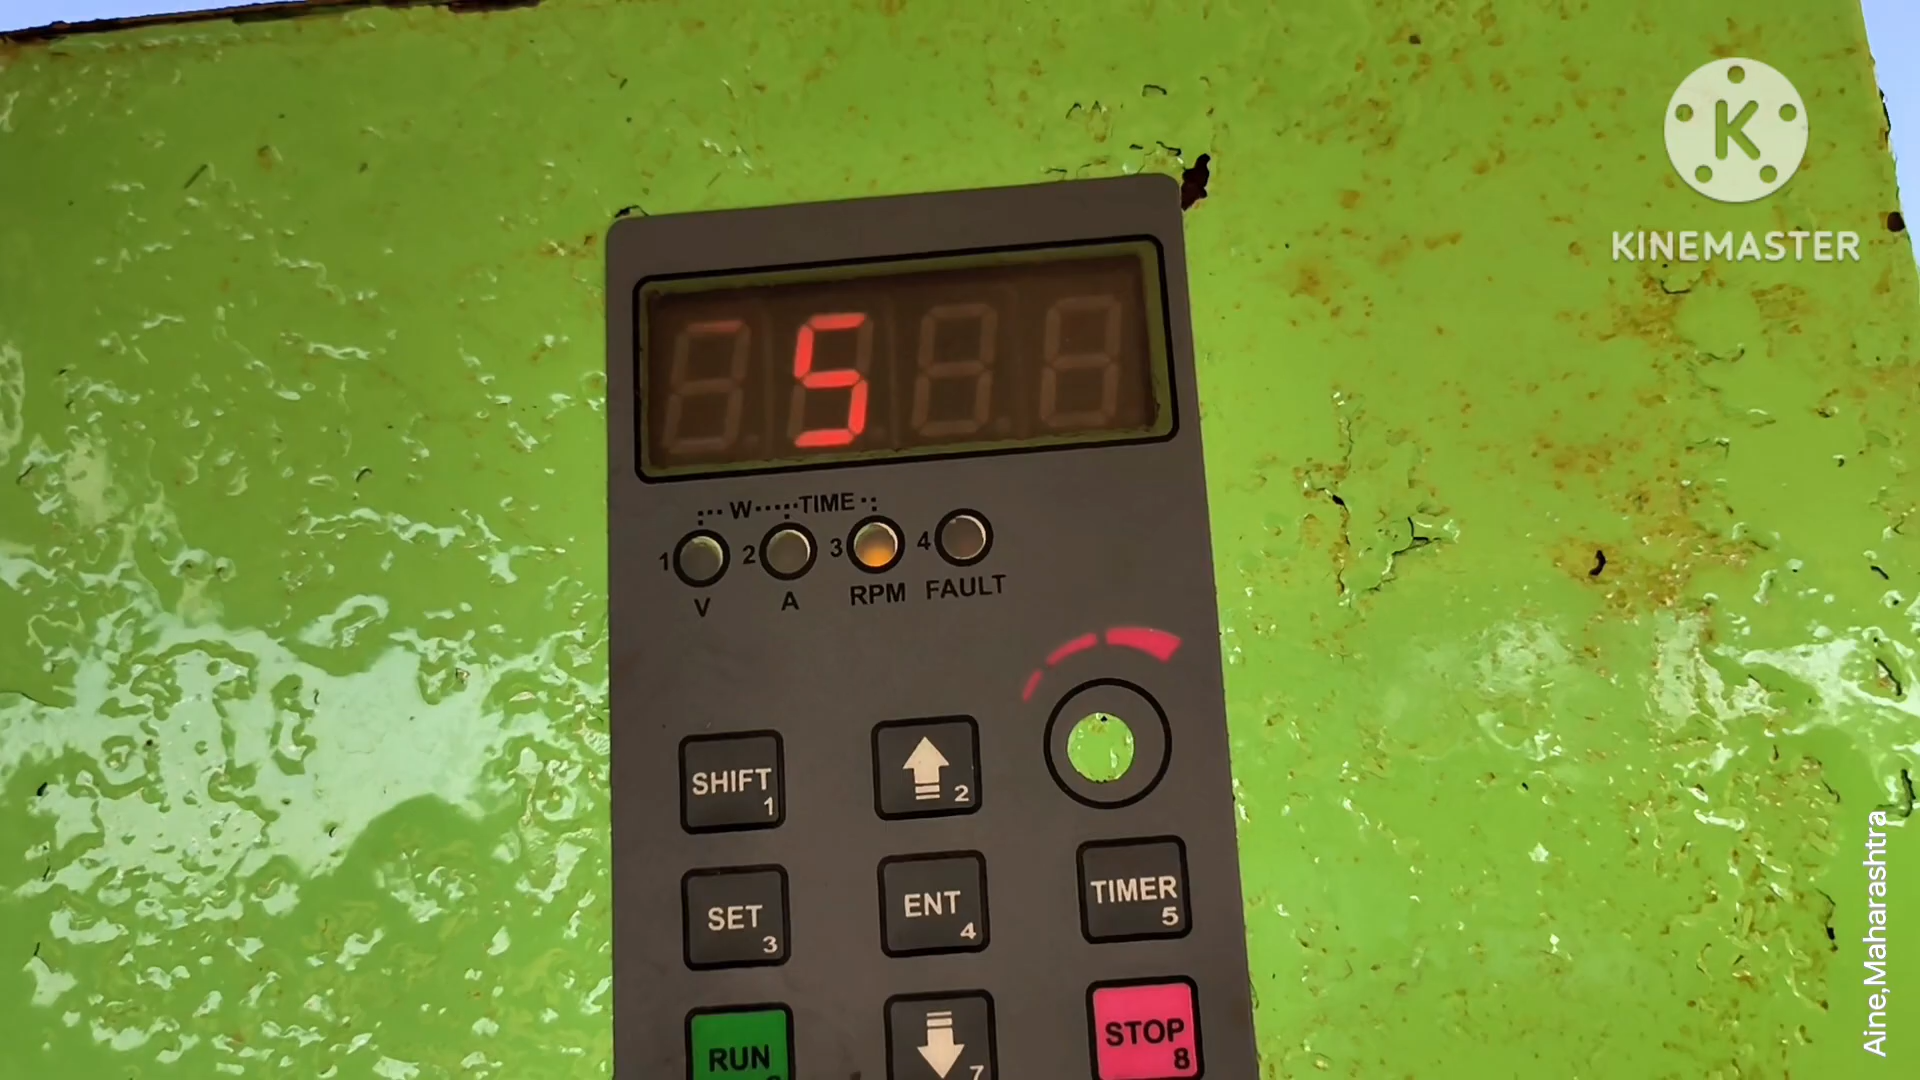 K
KINEMASTER
5
W TIME
1 2 3 4
V A RPM FAULT
SHIFT 1
2
SET 3
ENT 4
TIMER 5
RUN
7
STOP 8
Aine,Maharashtra